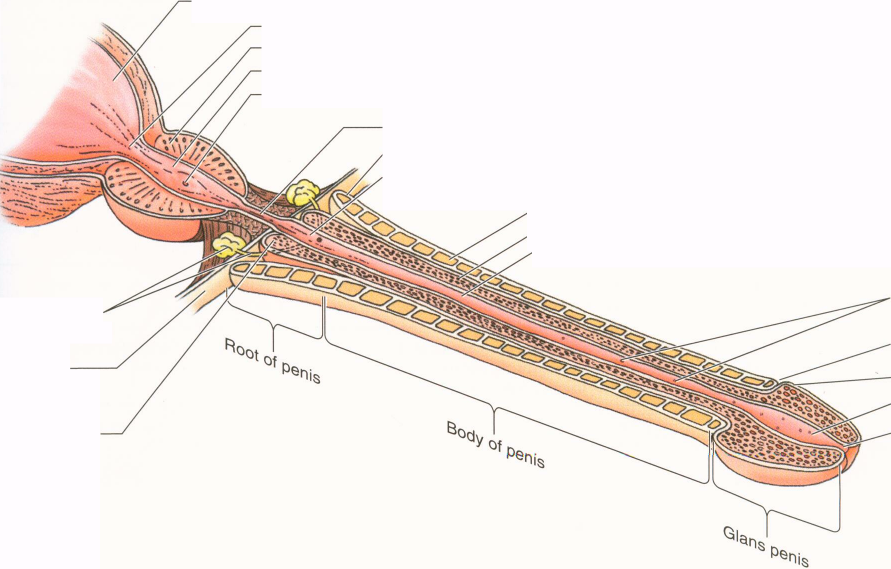 Root of penis
Body of penis
Glans penis